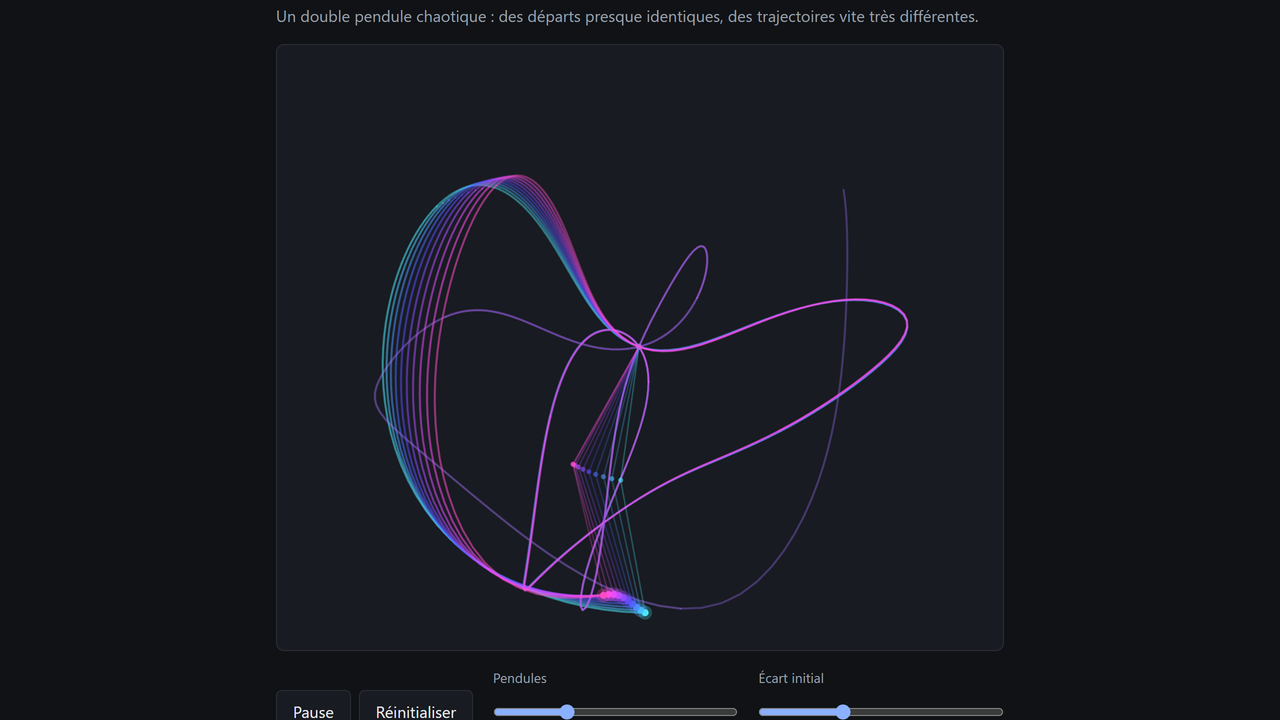 Un double pendule chaotique : des départs presque identiques, des trajectoires vite très différentes.
Pendules
Écart initial
Pause
Réinitialiser